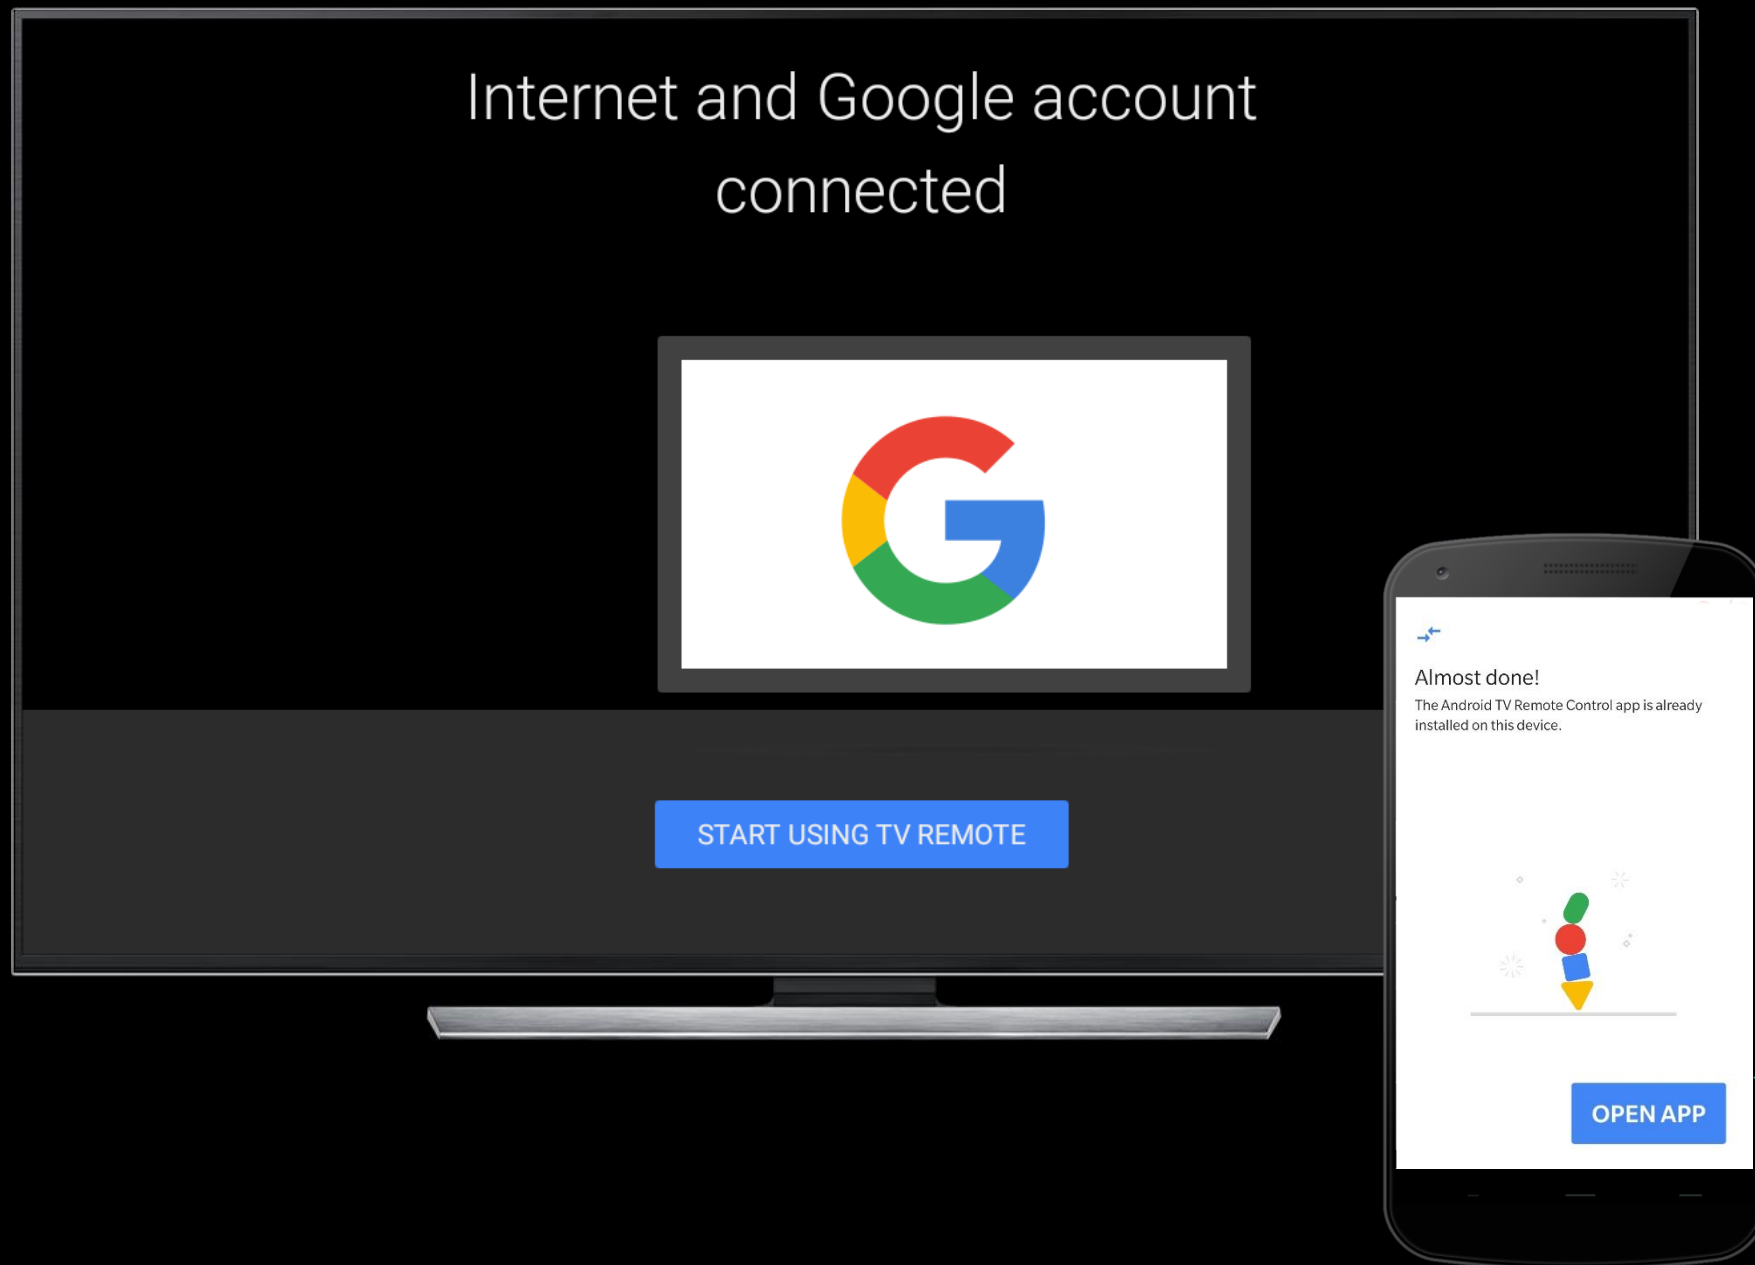 Internet and Google account
connected
START USING TV REMOTE
Almost done!
The Android TV Remote Control app is already
installed on this device.
OPEN APP